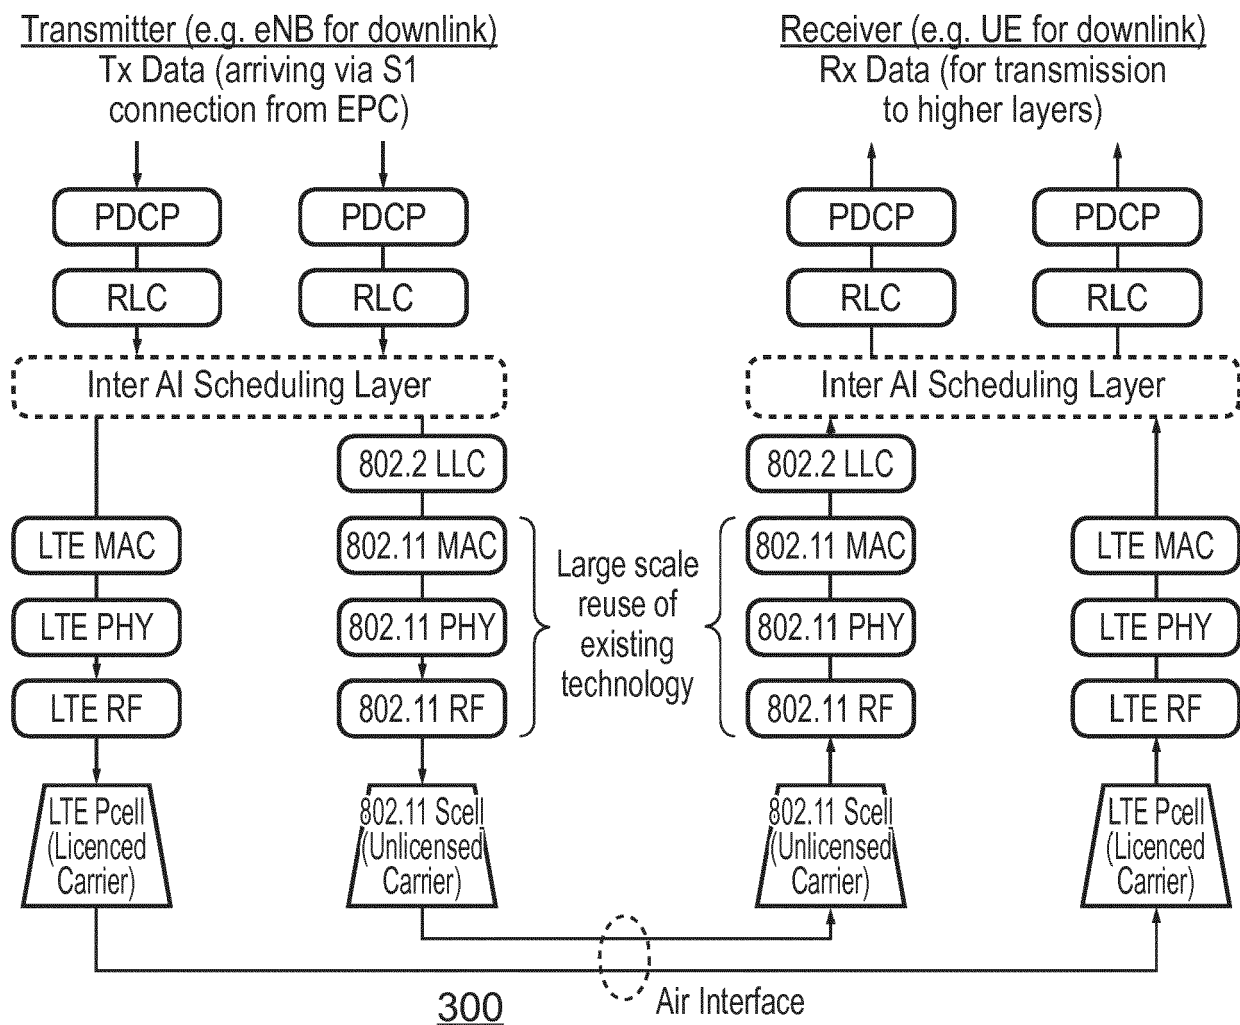 Transmitter (e.g. eNB for downlink)
Tx Data (arriving via S1
connection from EPC)
Receiver (e.g. UE for downlink)
Rx Data (for transmission
to higher layers)
PDCP
PDCP
PDCP
PDCP
RLC
RLC
RLC
RLC
Inter AI Scheduling Layer
Inter AI Scheduling Layer
802.2 LLC
802.2 LLC
LTE MAC
802.11 MAC
802.11 MAC
LTE MAC
Large scale
reuse of
existing
technology
LTE PHY
802.11 PHY
802.11 PHY
LTE PHY
LTE RF
802.11 RF
802.11 RF
LTE RF
LTE Pcell
(Licenced
Carrier)
802.11 Scell
(Unlicensed
Carrier)
802.11 Scell
(Unlicensed
Carrier)
LTE Pcell
(Licenced
Carrier)
300
Air Interface